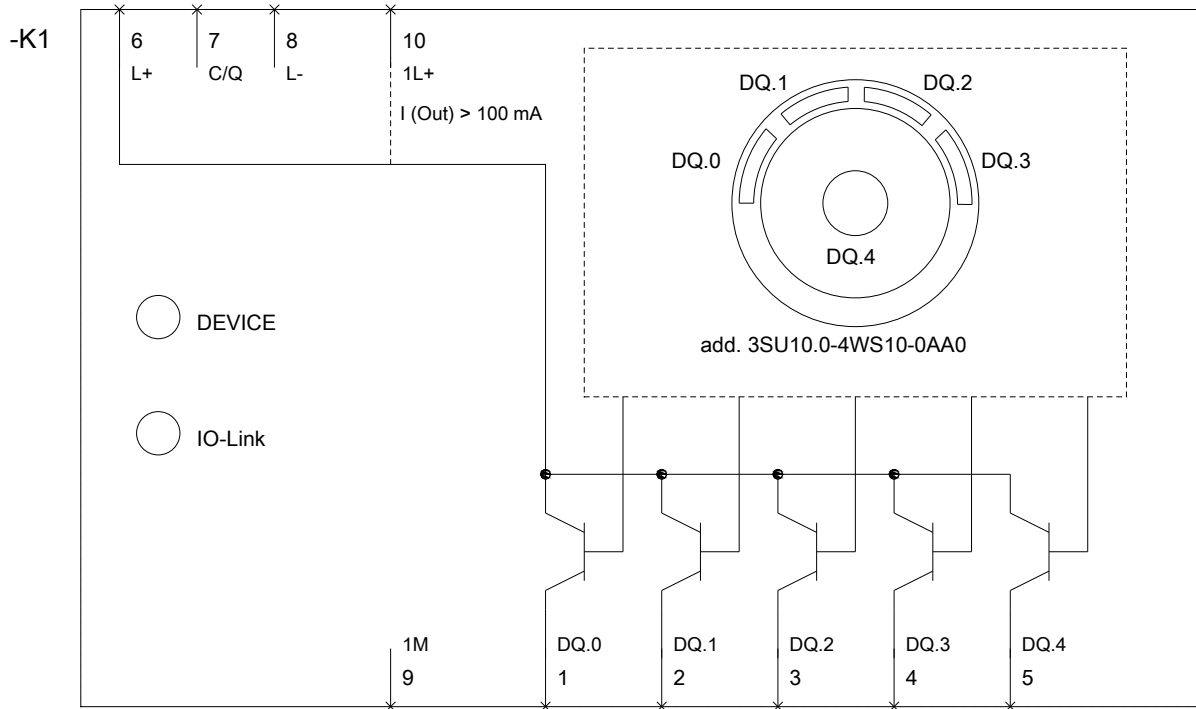 -K1
6 7 8 10
L+ C/Q L- 1L+
I (Out) > 100 mA
DQ.1 DQ.2
DQ.0 DQ.3
DQ.4
add. 3SU10.0-4WS10-0AA0
DEVICE
IO-Link
1M DQ.0 DQ.1 DQ.2 DQ.3 DQ.4
9 1 2 3 4 5